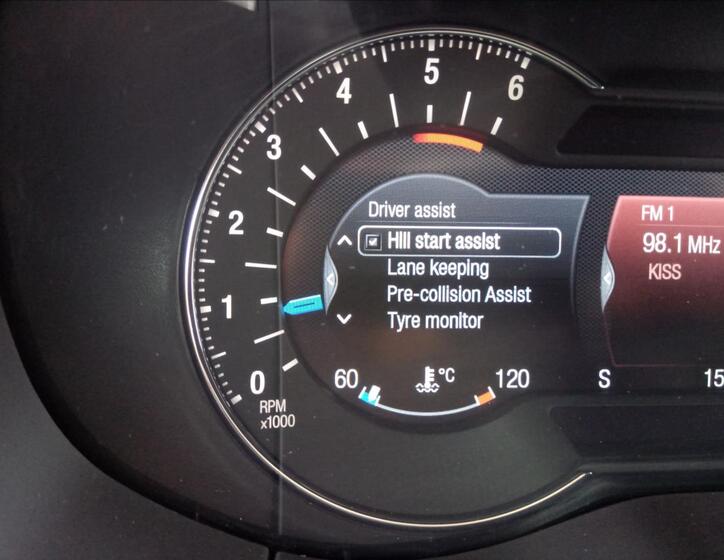 6
5
4
3
2
1
0
RPM
x1000
Driver assist
Hill start assist
Lane keeping
Pre-collision Assist
Tyre monitor
60 °C 120
FM 1
98.1 MHz
KISS
S 15